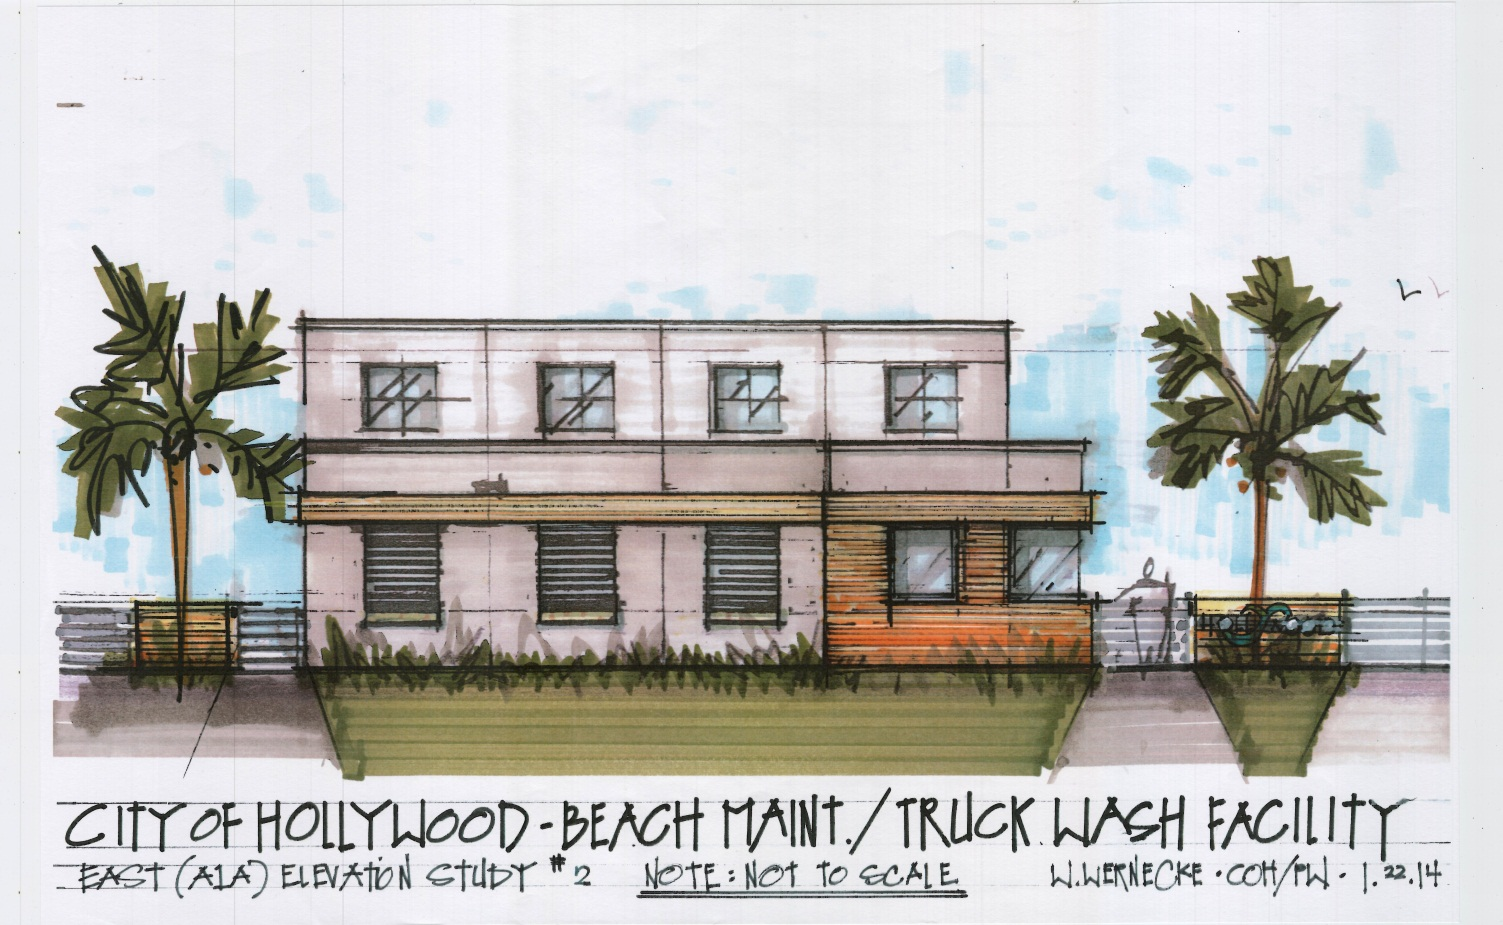 CITY OF HOLLYWOOD - BEACH MAINT. / TRUCK WASH FACILITY
EAST (A1A) ELEVATION STUDY #2 NOTE: NOT TO SCALE W. WERNECKE · COH/PW · 1.22.14